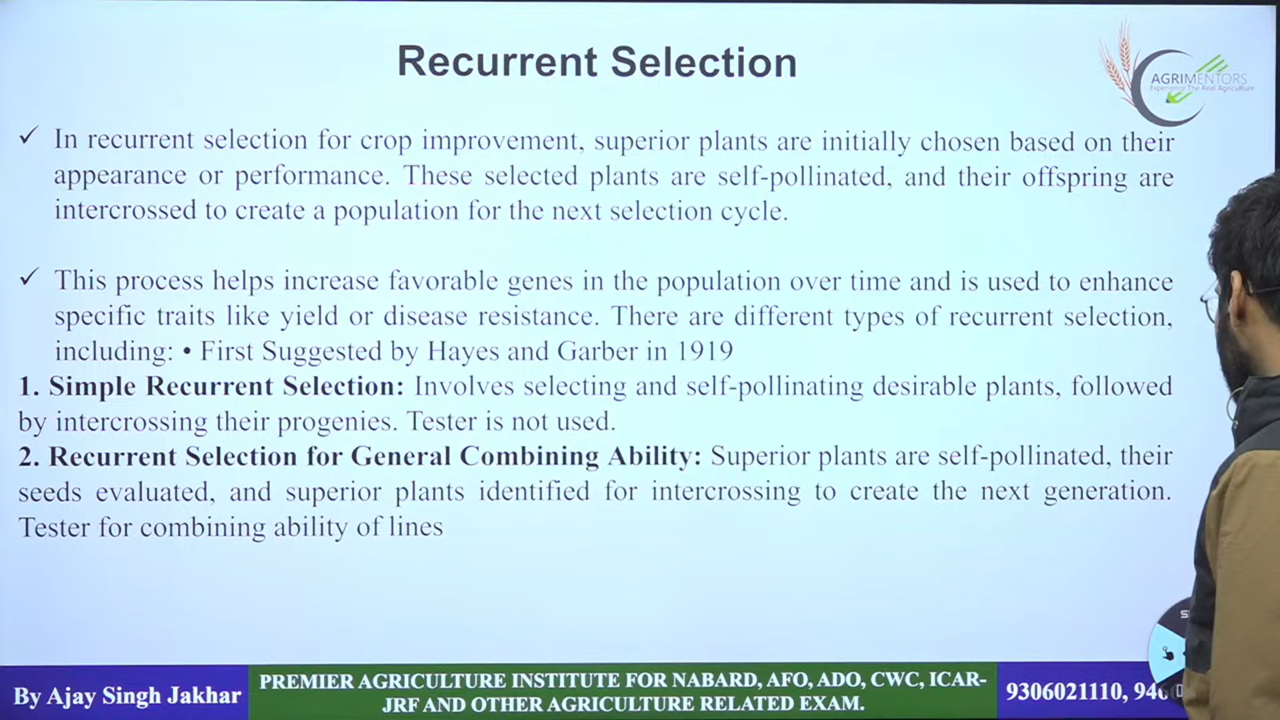 Recurrent Selection
AGRIMENTORS
Experience The Real Agriculture
✓ In recurrent selection for crop improvement, superior plants are initially chosen based on their
appearance or performance. These selected plants are self-pollinated, and their offspring are
intercrossed to create a population for the next selection cycle.
✓ This process helps increase favorable genes in the population over time and is used to enhance
specific traits like yield or disease resistance. There are different types of recurrent selection,
including: • First Suggested by Hayes and Garber in 1919
1. Simple Recurrent Selection: Involves selecting and self-pollinating desirable plants, followed
by intercrossing their progenies. Tester is not used.
2. Recurrent Selection for General Combining Ability: Superior plants are self-pollinated, their
seeds evaluated, and superior plants identified for intercrossing to create the next generation.
Tester for combining ability of lines
By Ajay Singh Jakhar
PREMIER AGRICULTURE INSTITUTE FOR NABARD, AFO, ADO, CWC, ICAR-
JRF AND OTHER AGRICULTURE RELATED EXAM.
9306021110,